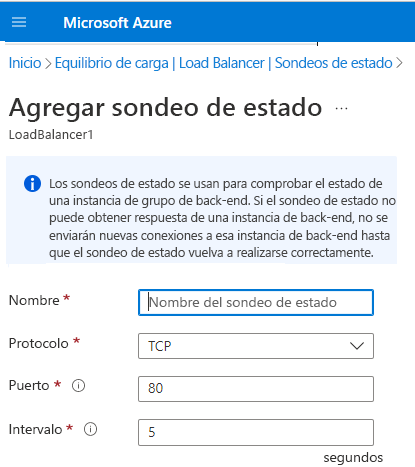 Microsoft Azure
Inicio > Equilibrio de carga | Load Balancer | Sondeos de estado >
Agregar sondeo de estado ...
LoadBalancer1
Los sondeos de estado se usan para comprobar el estado de
una instancia de grupo de back-end. Si el sondeo de estado no
puede obtener respuesta de una instancia de back-end, no se
enviarán nuevas conexiones a esa instancia de back-end hasta
que el sondeo de estado vuelva a realizarse correctamente.
Nombre *
Nombre del sondeo de estado
Protocolo *
TCP
Puerto *
80
Intervalo *
5
segundos